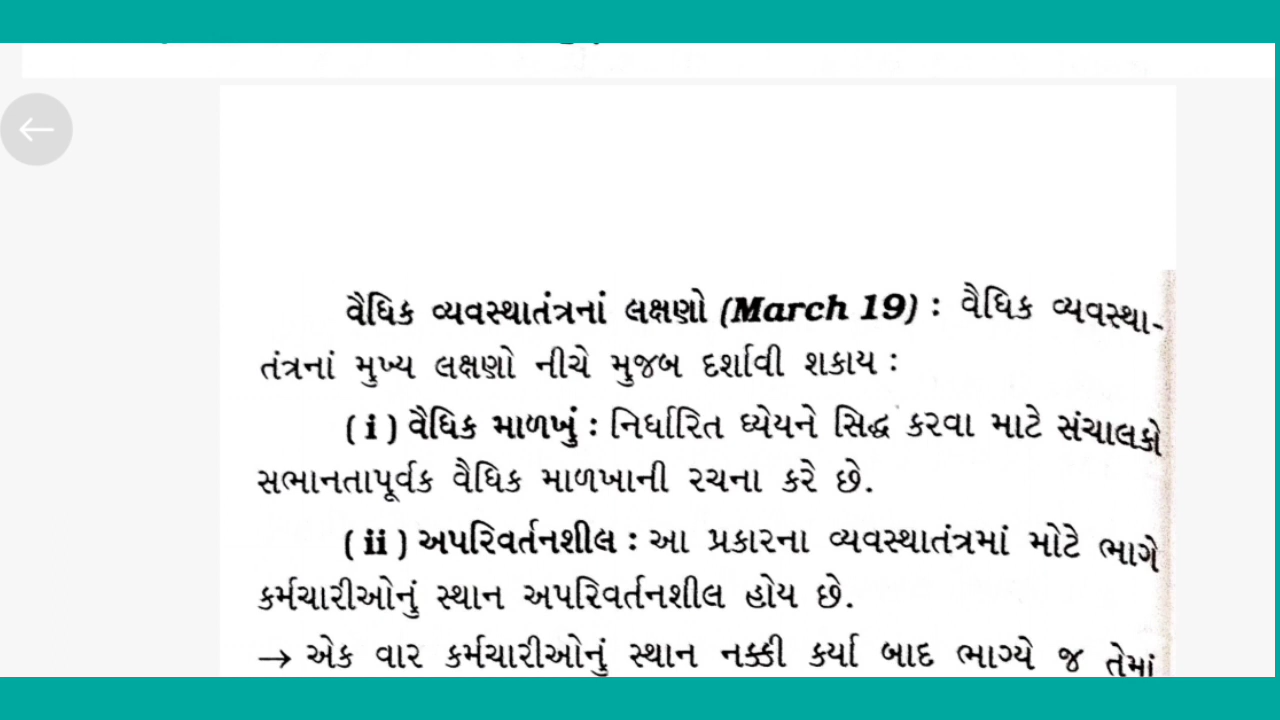 વૈધિક વ્યવસ્થાતંત્રનાં લક્ષણો (March 19) : વૈધિક વ્યવસ્થા-
તંત્રનાં મુખ્ય લક્ષણો નીચે મુજબ દર્શાવી શકાય :
( i ) વૈધિક માળખું : નિર્ધારિત ધ્યેયને સિદ્ધ કરવા માટે સંચાલકો
સભાનતાપૂર્વક વૈધિક માળખાની રચના કરે છે.
( ii ) અપરિવર્તનશીલ : આ પ્રકારના વ્યવસ્થાતંત્રમાં મોટે ભાગે
કર્મચારીઓનું સ્થાન અપરિવર્તનશીલ હોય છે.
→ એક વાર કર્મચારીઓનું સ્થાન નક્કી કર્યા બાદ ભાગ્યે જ તેમાં